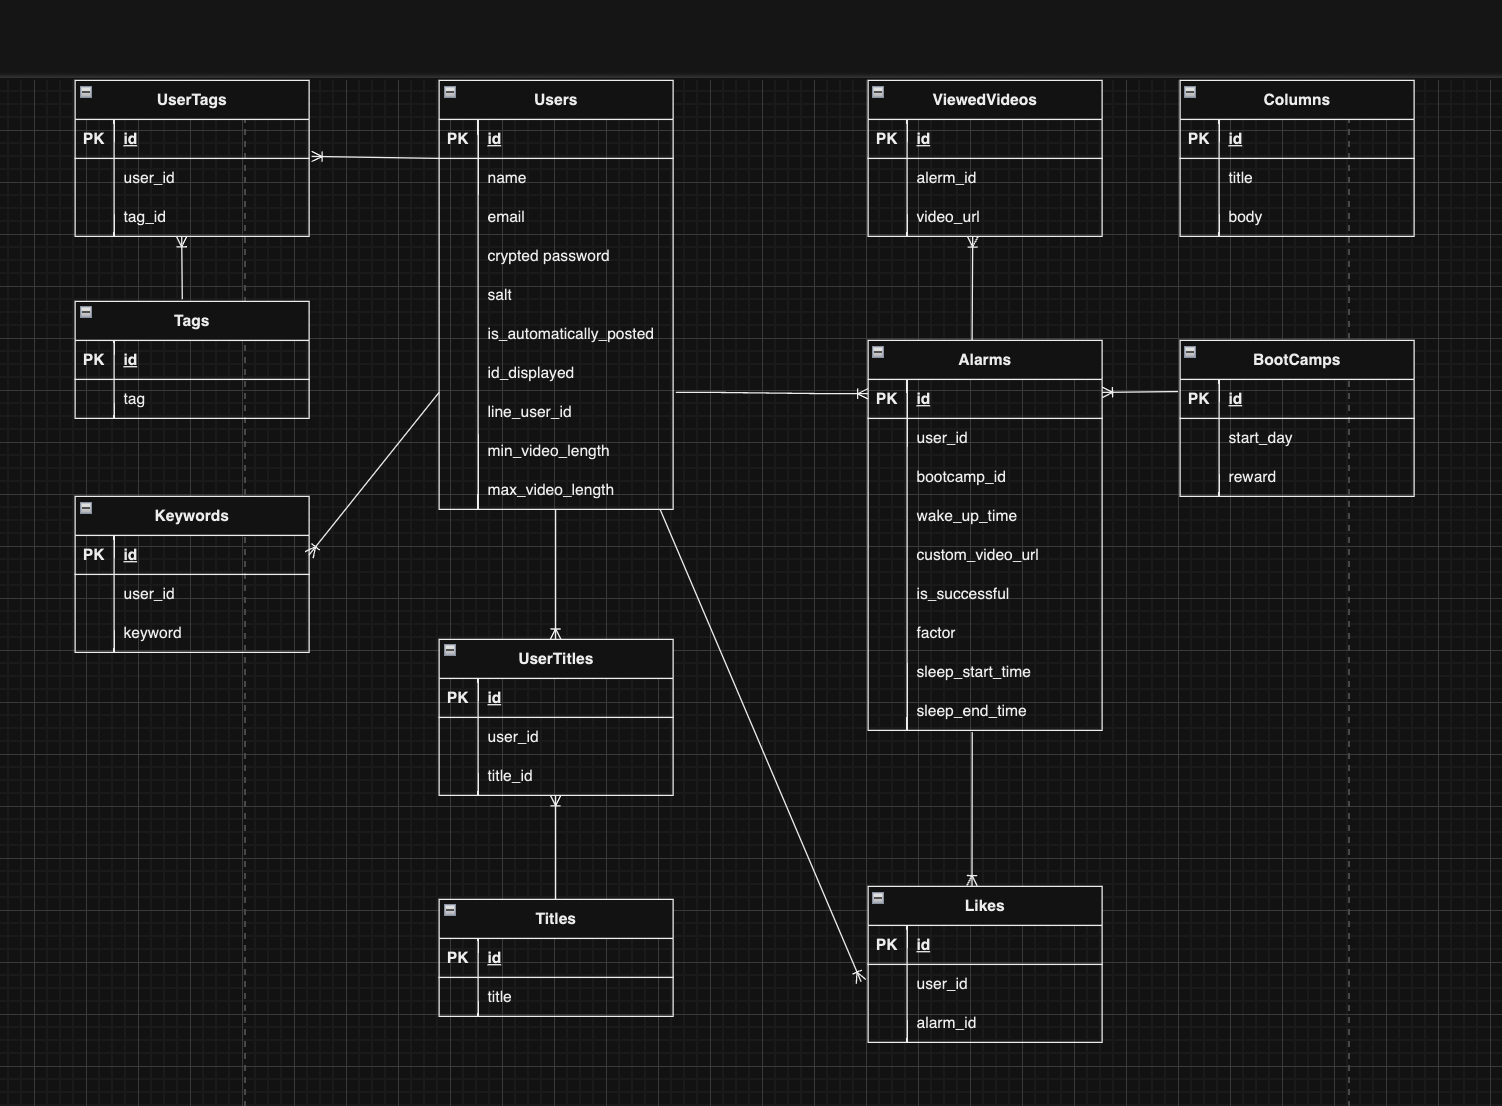 UserTags
PK id
user_id
tag_id
Tags
PK id
tag
Keywords
PK id
user_id
keyword
Users
PK id
name
email
crypted password
salt
is_automatically_posted
id_displayed
line_user_id
min_video_length
max_video_length
UserTitles
PK id
user_id
title_id
Titles
PK id
title
ViewedVideos
PK id
alerm_id
video_url
Alarms
PK id
user_id
bootcamp_id
wake_up_time
custom_video_url
is_successful
factor
sleep_start_time
sleep_end_time
Likes
PK id
user_id
alarm_id
Columns
PK id
title
body
BootCamps
PK id
start_day
reward